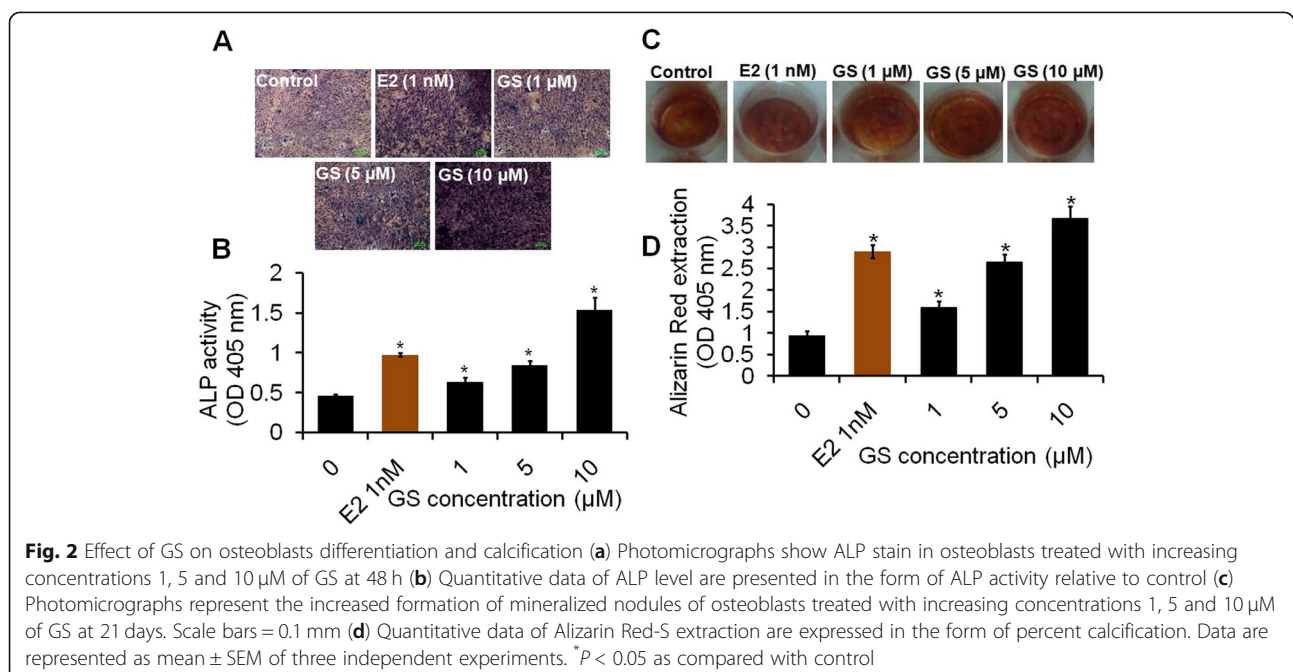 A
Control
E2 (1 nM)
GS (1 µM)
GS (5 µM)
GS (10 µM)
B
ALP activity
(OD 405 nm)
2
1.5
1
0.5
0
*
*
*
*
0
E2 1nM
1
5
10
GS concentration (µM)
C
Control
E2 (1 nM)
GS (1 µM)
GS (5 µM)
GS (10 µM)
D
Alizarin Red extraction
(OD 405 nm)
4
3.5
3
2.5
2
1.5
1
0.5
0
*
*
*
*
0
E2 1nM
1
5
10
GS concentration (µM)
Fig. 2 Effect of GS on osteoblasts differentiation and calcification (a) Photomicrographs show ALP stain in osteoblasts treated with increasing
concentrations 1, 5 and 10 µM of GS at 48 h (b) Quantitative data of ALP level are presented in the form of ALP activity relative to control (c)
Photomicrographs represent the increased formation of mineralized nodules of osteoblasts treated with increasing concentrations 1, 5 and 10 µM
of GS at 21 days. Scale bars = 0.1 mm (d) Quantitative data of Alizarin Red-S extraction are expressed in the form of percent calcification. Data are
represented as mean ± SEM of three independent experiments. *P < 0.05 as compared with control